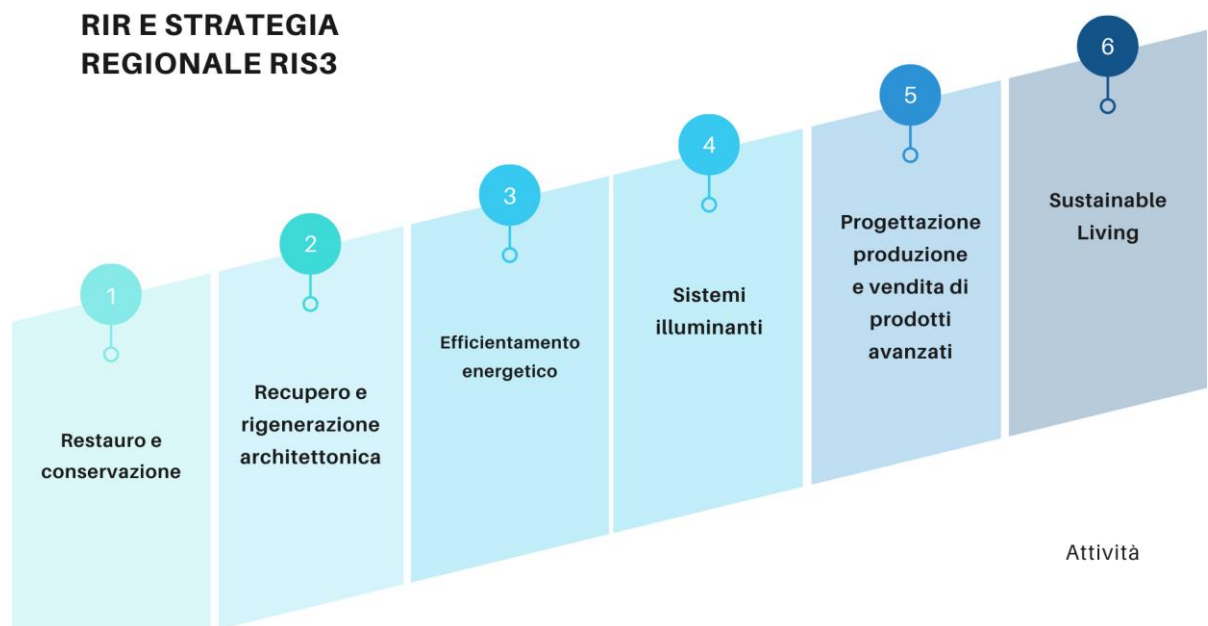 RIR E STRATEGIA
REGIONALE RIS3
1
Restauro e
conservazione
2
Recupero e
rigenerazione
architettonica
3
Efficientamento
energetico
4
Sistemi
illuminanti
5
Progettazione
produzione
e vendita di
prodotti
avanzati
6
Sustainable
Living
Attività